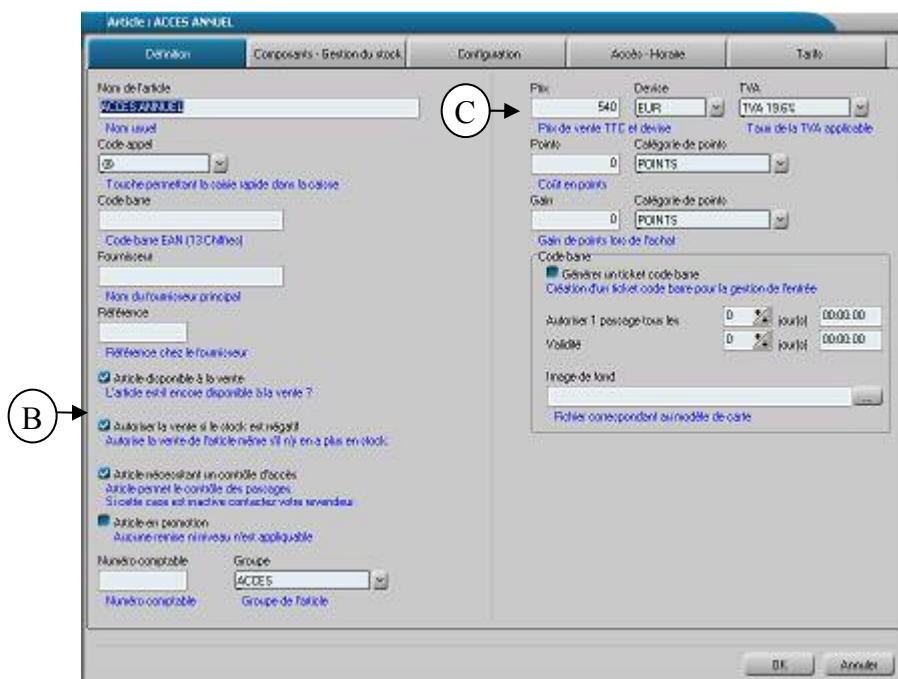 Article : ACCES ANNUEL
Définition
Composants - Gestion du stock
Configuration
Accès - Horaire
Tarifs
Nom de l'article
ACCES ANNUEL
Nom usuel
Code appel
Touche permettant la saisie rapide dans la caisse
Code barre
Code barre EAN (13 Chiffres)
Fournisseur
Nom du fournisseur principal
Référence
Référence chez le fournisseur
B
Article disponible à la vente
L'article est-il encore disponible à la vente ?
Autoriser la vente si le stock est négatif
Autorise la vente de l'article même s'il n'y en a plus en stock.
Article nécessitant un contrôle d'accès
Article permet le contrôle des passages.
Si cette case est inactive contactez votre revendeur
Article en promotion
Aucune remise ni niveau n'est appliquable
Numéro comptable
Groupe
ACCES
Numéro comptable
Groupe de l'article
C
Prix
Devise
TVA
540
EUR
TVA 19.6%
Prix de vente TTC et devise
Taux de la TVA applicable
Points
Catégorie de points
0
POINTS
Coût en points
Gain
Catégorie de points
0
POINTS
Gain de points lors de l'achat
Code barre
Générer un ticket code barre
Création d'un ticket code barre pour la gestion de l'entrée
Autoriser 1 passage tous les
0
jour(s)
00:00:00
Validité
0
jour(s)
00:00:00
Image de fond
...
Fichier correspondant au modèle de carte
OK
Annuler